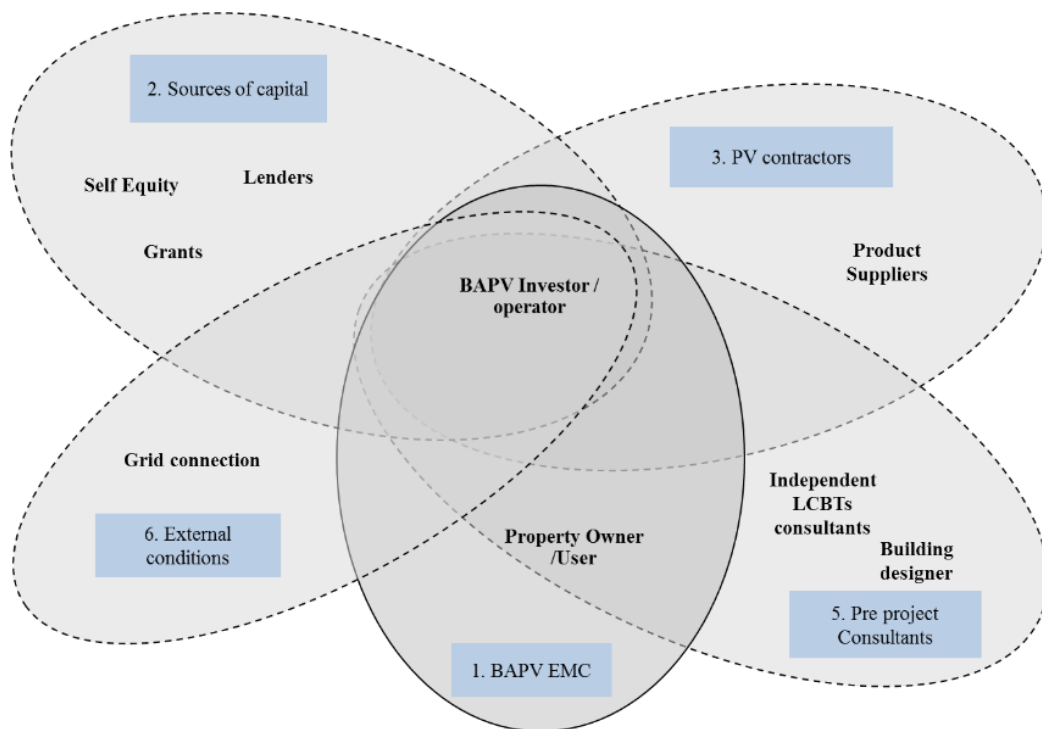 2. Sources of capital
Self Equity
Lenders
Grants
3. PV contractors
Product
Suppliers
BAPV Investor /
operator
Grid connection
6. External
conditions
Property Owner
/User
1. BAPV EMC
Independent
LCBTs
consultants
Building
designer
5. Pre project
Consultants